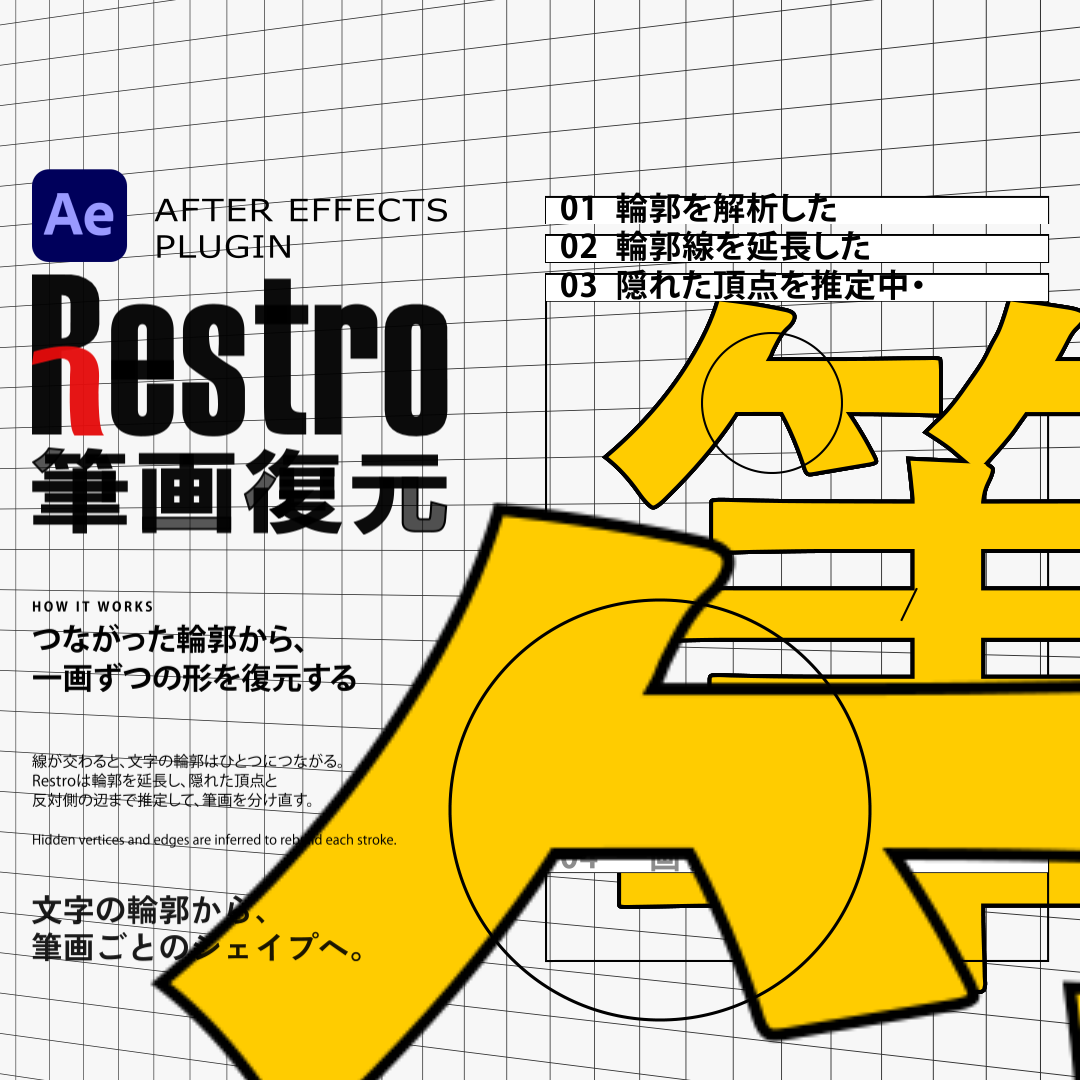 Ae
AFTER EFFECTS
PLUGIN
Restro
筆画復元
01 輪郭を解析した
02 輪郭線を延長した
03 隠れた頂点を推定中・
筆
HOW IT WORKS
つながった輪郭から、
一画ずつの形を復元する
線が交わると、文字の輪郭はひとつにつながる。
Restroは輪郭を延長し、隠れた頂点と
反対側の辺まで推定して、筆画を分け直す。
Hidden vertices and edges are inferred to rebuild each stroke.
04 画
文字の輪郭から、
筆画ごとのシェイプへ。